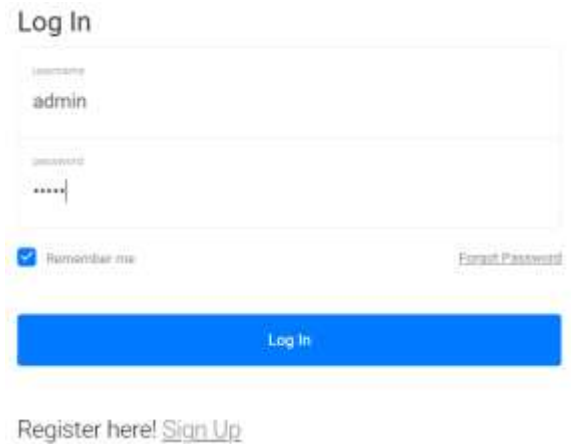 Log In
username
admin
password
•••••
Remember me
Forgot Password
Log In
Register here! Sign Up